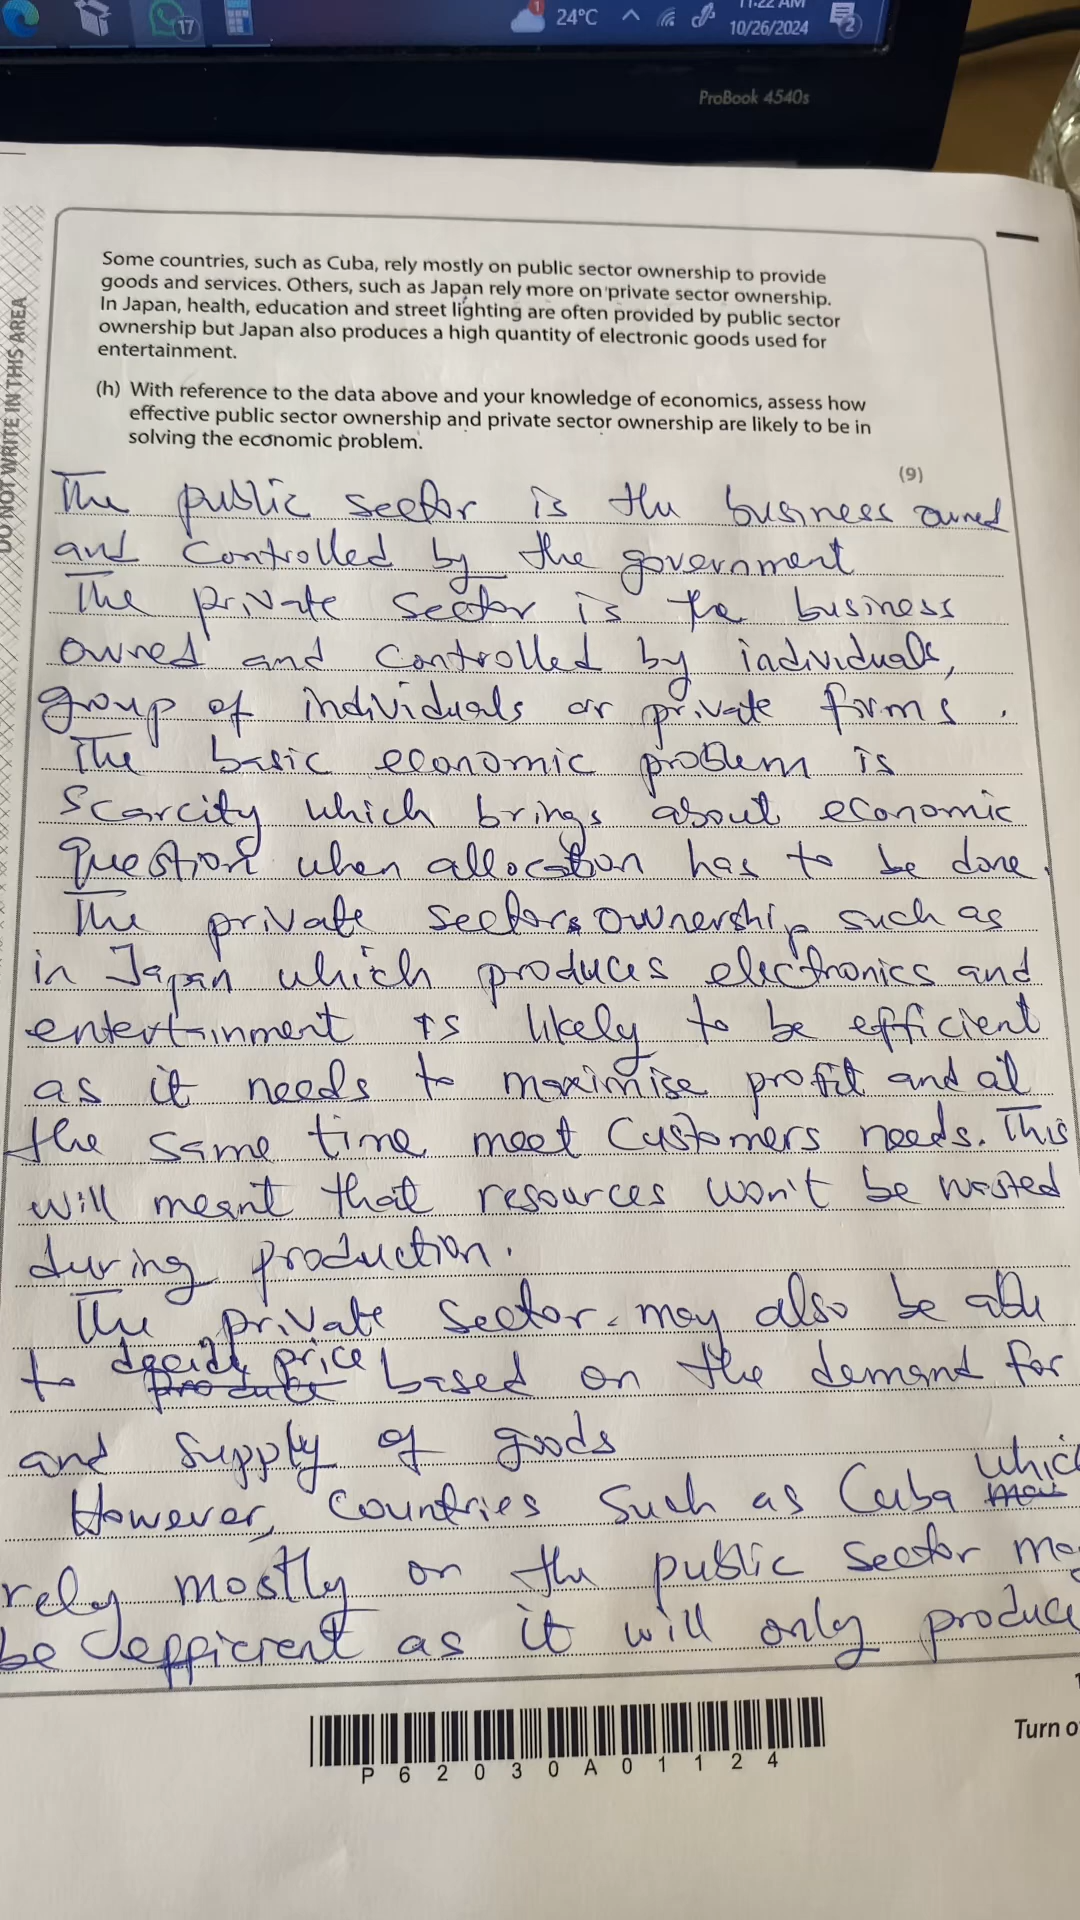 17
1
24°C
11:22 AM
10/26/2024
2
ProBook 4540s
DO NOT WRITE IN THIS AREA
Some countries, such as Cuba, rely mostly on public sector ownership to provide
goods and services. Others, such as Japan rely more on private sector ownership.
In Japan, health, education and street lighting are often provided by public sector
ownership but Japan also produces a high quantity of electronic goods used for
entertainment.
(h) With reference to the data above and your knowledge of economics, assess how
effective public sector ownership and private sector ownership are likely to be in
solving the economic problem.
(9)
The public sector is the business owned
and controlled by the government
The private sector is the business
owned and controlled by individuals,
group of individuals or private firms.
The basic economic problem is
scarcity which brings about economic
question when allocation has to be done.
The private sectors ownership such as
in Japan which produces electronics and
entertainment is likely to be efficient
as it needs to maximise profit and at
the same time meet customers needs. This
will meant that resources won't be wasted
during production.
The private sector may also be able
to decide price based on the demand for
and supply of goods
However, countries such as Cuba which
rely mostly on the public sector
be defficient as it will only produce
P62030A01124
Turn o